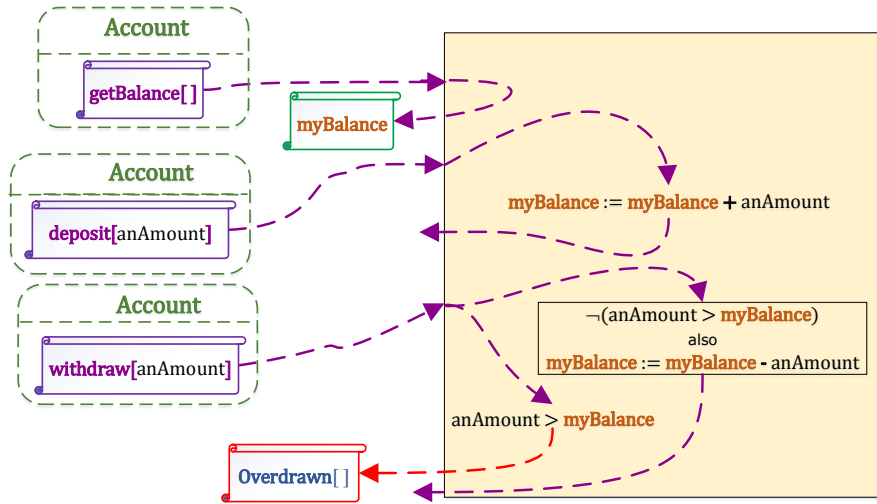 Account
getBalance[ ]
myBalance
Account
deposit[anAmount]
myBalance := myBalance + anAmount
Account
withdraw[anAmount]
¬(anAmount > myBalance)
also
myBalance := myBalance - anAmount
anAmount > myBalance
Overdrawn[ ]